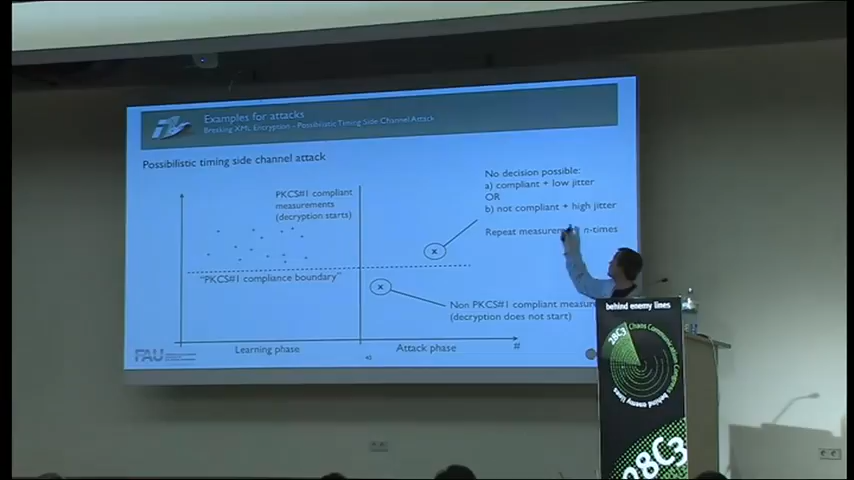 Examples for attacks
Breaking XML Encryption - Possibilistic Timing Side Channel Attack
Possibilistic timing side channel attack
PKCS#1 compliant
measurements
(decryption starts)
No decision possible:
a) compliant + low jitter
OR
b) not compliant + high jitter
Repeat n-times
x
"PKCS#1 compliance boundary"
x
Non PKCS#1 compliant
(decryption does not start)
Learning phase
Attack phase
#
FAU
behind enemy lines
28C3
Chaos Communication Congress
behind enemy lines
28C3